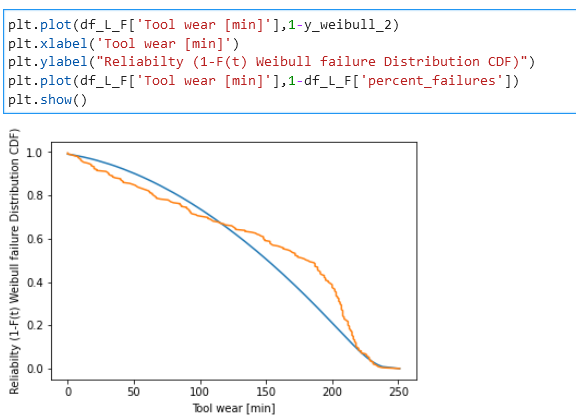 plt.plot(df_L_F['Tool wear [min]'],1-y_weibull_2)
plt.xlabel('Tool wear [min]')
plt.ylabel("Reliabilty (1-F(t) Weibull failure Distribution CDF)")
plt.plot(df_L_F['Tool wear [min]'],1-df_L_F['percent_failures'])
plt.show()
Reliabilty (1-F(t) Weibull failure Distribution CDF)
1.0
0.8
0.6
0.4
0.2
0.0
0 50 100 150 200 250
Tool wear [min]